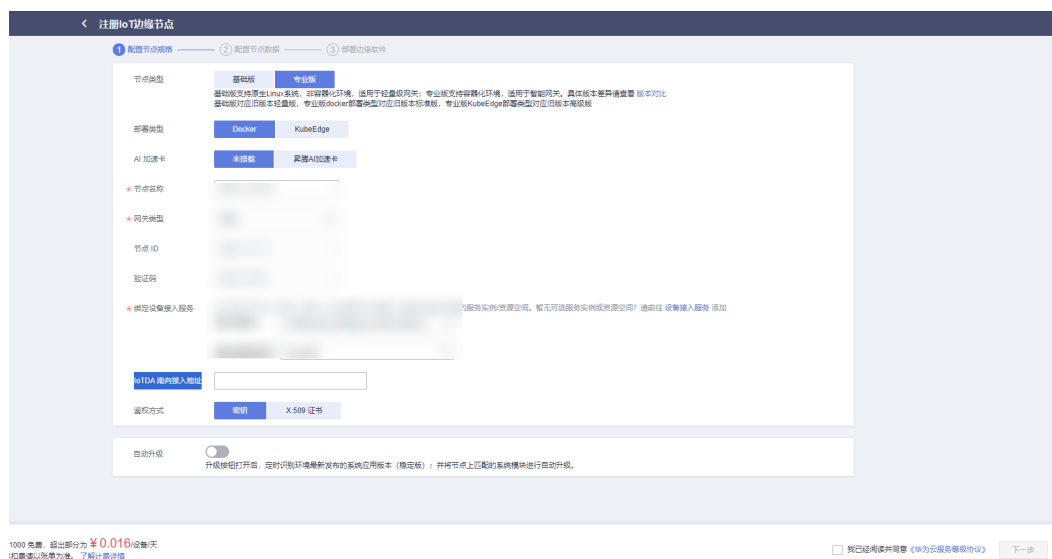 < 注册IoT边缘节点
1 配置节点规格 2 配置节点数据 3 部署边缘软件
节点类型 基础版 专业版
基础版支持原生Linux系统，非容器化环境，适用于轻量级网关；专业版支持容器化环境，适用于智能网关。具体版本差异请查看 版本对比
基础版对应旧版本轻量版，专业版docker部署类型对应旧版本标准版，专业版KubeEdge部署类型对应旧版本高级版
部署类型 Docker KubeEdge
AI 加速卡 未搭载 昇腾AI加速卡
* 节点名称
* 网关类型
节点 ID
验证码
* 绑定设备接入服务 的服务实例/资源空间。暂无可选服务实例或资源空间？请前往 设备接入服务 添加
IoTDA 南向接入地址
鉴权方式 密钥 X.509 证书
自动升级
升级按钮打开后，定时识别环境最新发布的系统应用版本（稳定版）；并将节点上匹配的系统模块进行自动升级。
1000 免费，超出部分为 ￥0.016/设备/天
扣费请以账单为准。 了解计费详情
我已经阅读并同意《华为云服务等级协议》 下一步